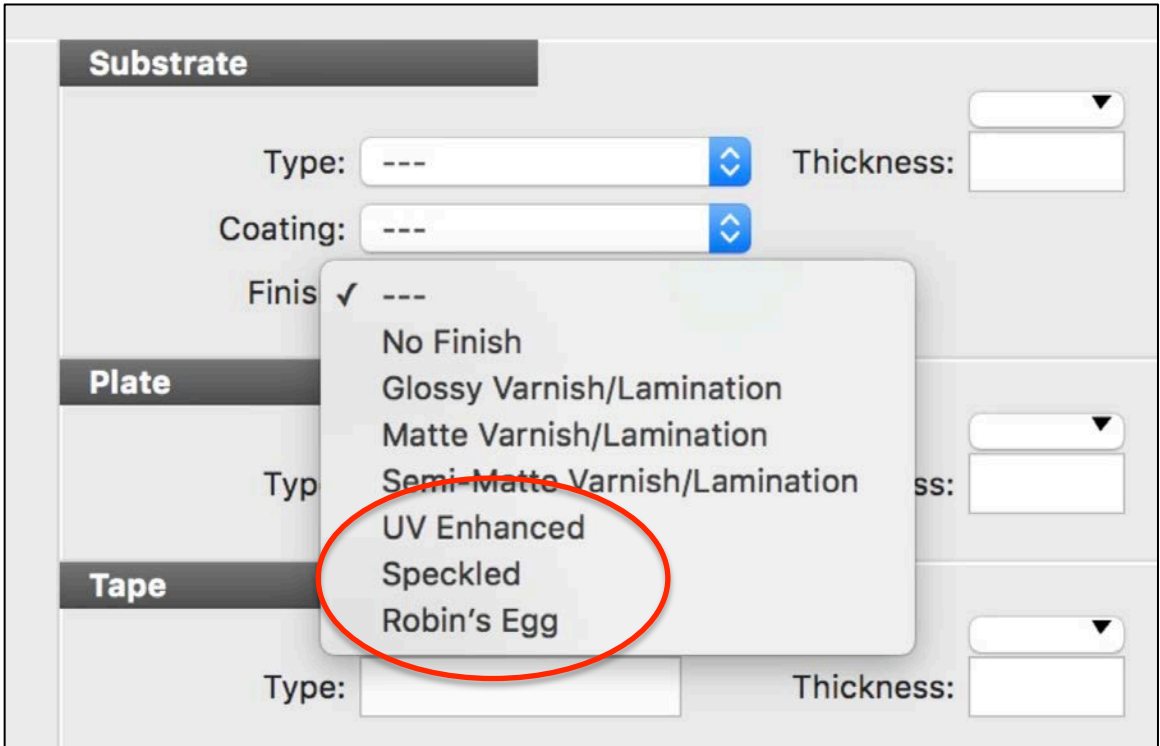 Substrate
Type: --- Thickness:
Coating: ---
Finis ✓ ---
No Finish
Glossy Varnish/Lamination
Plate
Matte Varnish/Lamination
Typ Semi-Matte Varnish/Lamination ss:
UV Enhanced
Speckled
Tape
Robin's Egg
Type: Thickness: